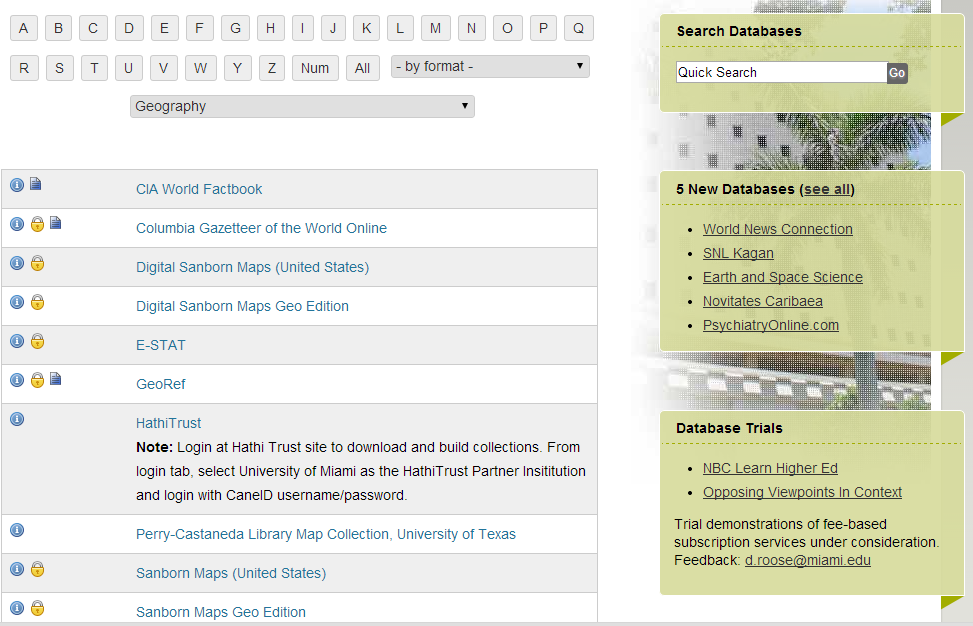 A B C D E F G H I J K L M N O P Q
R S T U V W Y Z Num All - by format -
Geography
CIA World Factbook
Columbia Gazetteer of the World Online
Digital Sanborn Maps (United States)
Digital Sanborn Maps Geo Edition
E-STAT
GeoRef
HathiTrust
Note: Login at Hathi Trust site to download and build collections. From
login tab, select University of Miami as the HathiTrust Partner Insititution
and login with CaneID username/password.
Perry-Castaneda Library Map Collection, University of Texas
Sanborn Maps (United States)
Sanborn Maps Geo Edition
Search Databases
Quick Search Go
5 New Databases (see all)
World News Connection
SNL Kagan
Earth and Space Science
Novitates Caribaea
PsychiatryOnline.com
Database Trials
NBC Learn Higher Ed
Opposing Viewpoints In Context
Trial demonstrations of fee-based
subscription services under consideration.
Feedback: d.roose@miami.edu